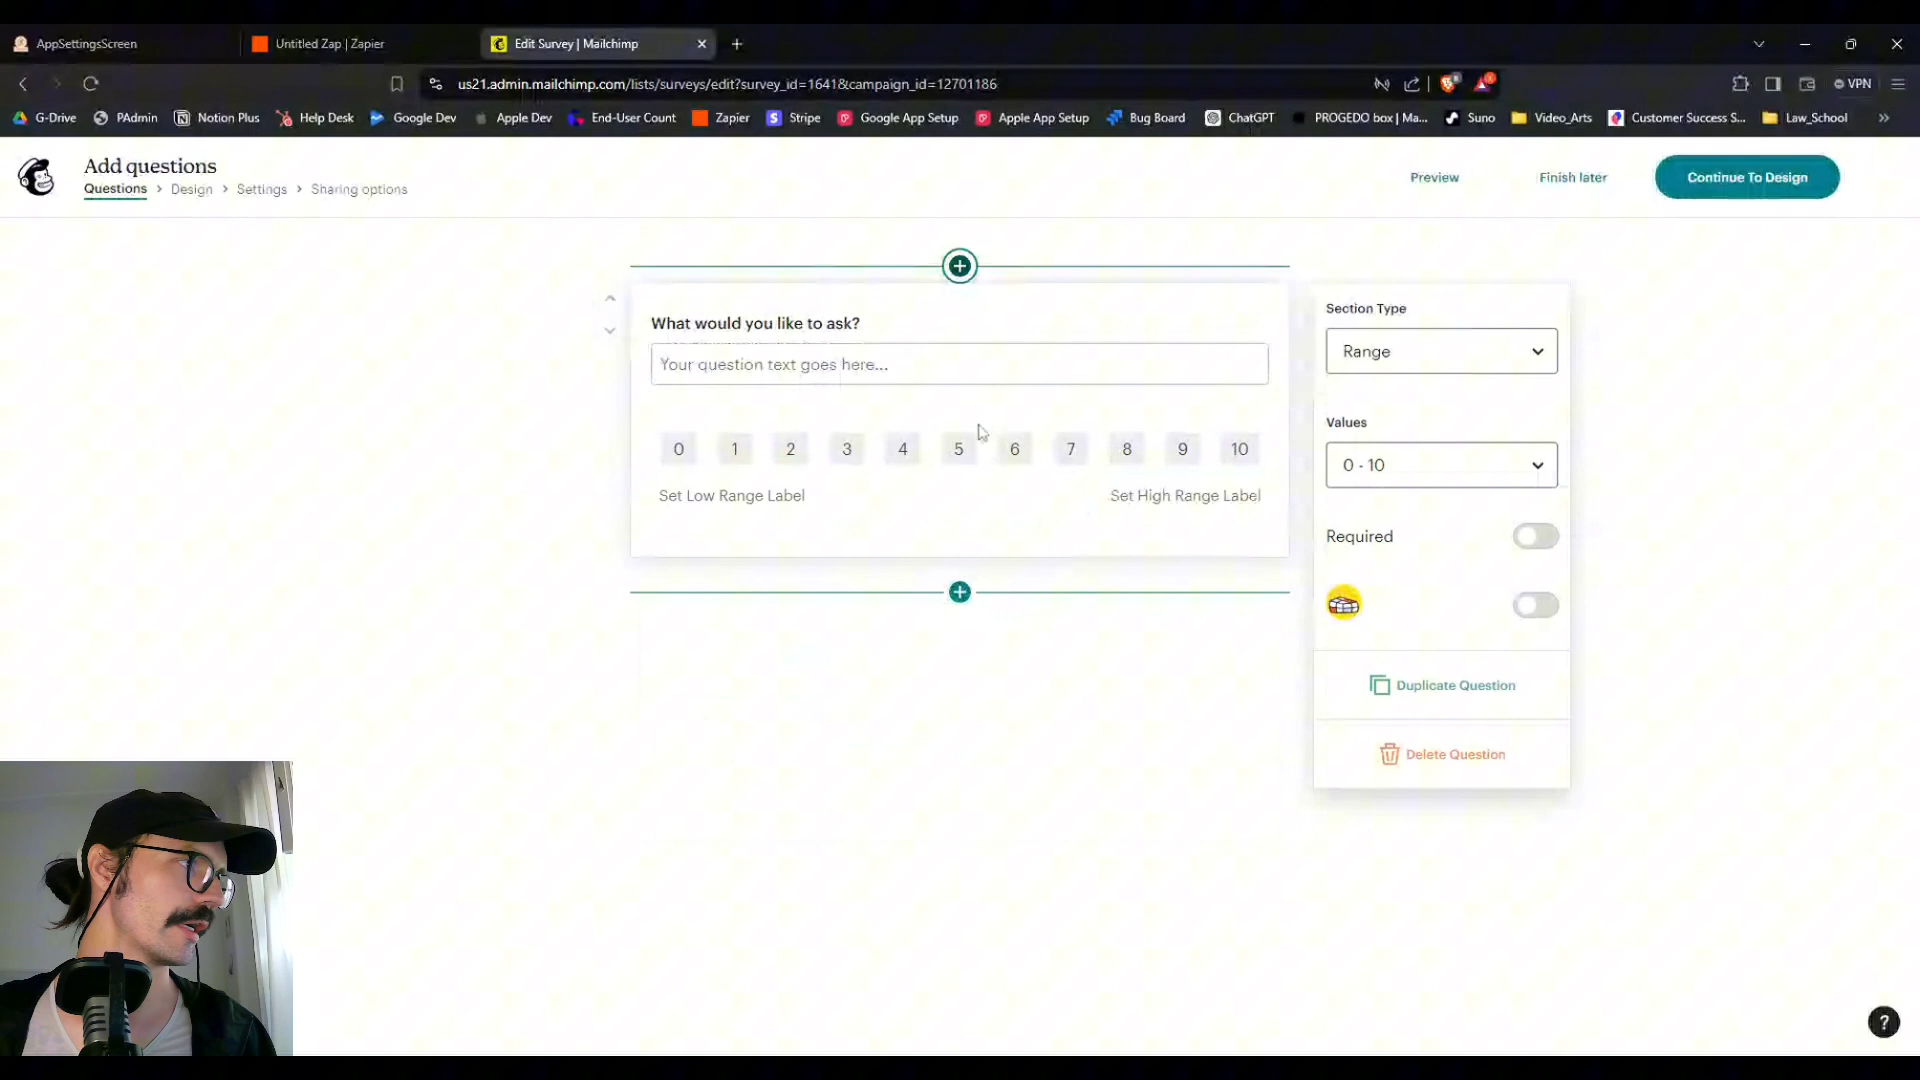 AppSettingsScreen
Untitled Zap | Zapier
Edit Survey | Mailchimp
us21.admin.mailchimp.com/lists/surveys/edit?survey_id=1641&campaign_id=12701186
VPN
G-Drive
PAdmin
Notion Plus
Help Desk
Google Dev
Apple Dev
End-User Count
Zapier
Stripe
Google App Setup
Apple App Setup
Bug Board
ChatGPT
PROGEDO box | Ma...
Suno
Video_Arts
Customer Success S...
Law_School
Add questions
Questions > Design > Settings > Sharing options
Preview
Finish later
Continue To Design
What would you like to ask?
Your question text goes here...
0 1 2 3 4 5 6 7 8 9 10
Set Low Range Label
Set High Range Label
Section Type
Range
Values
0 - 10
Required
Duplicate Question
Delete Question
?